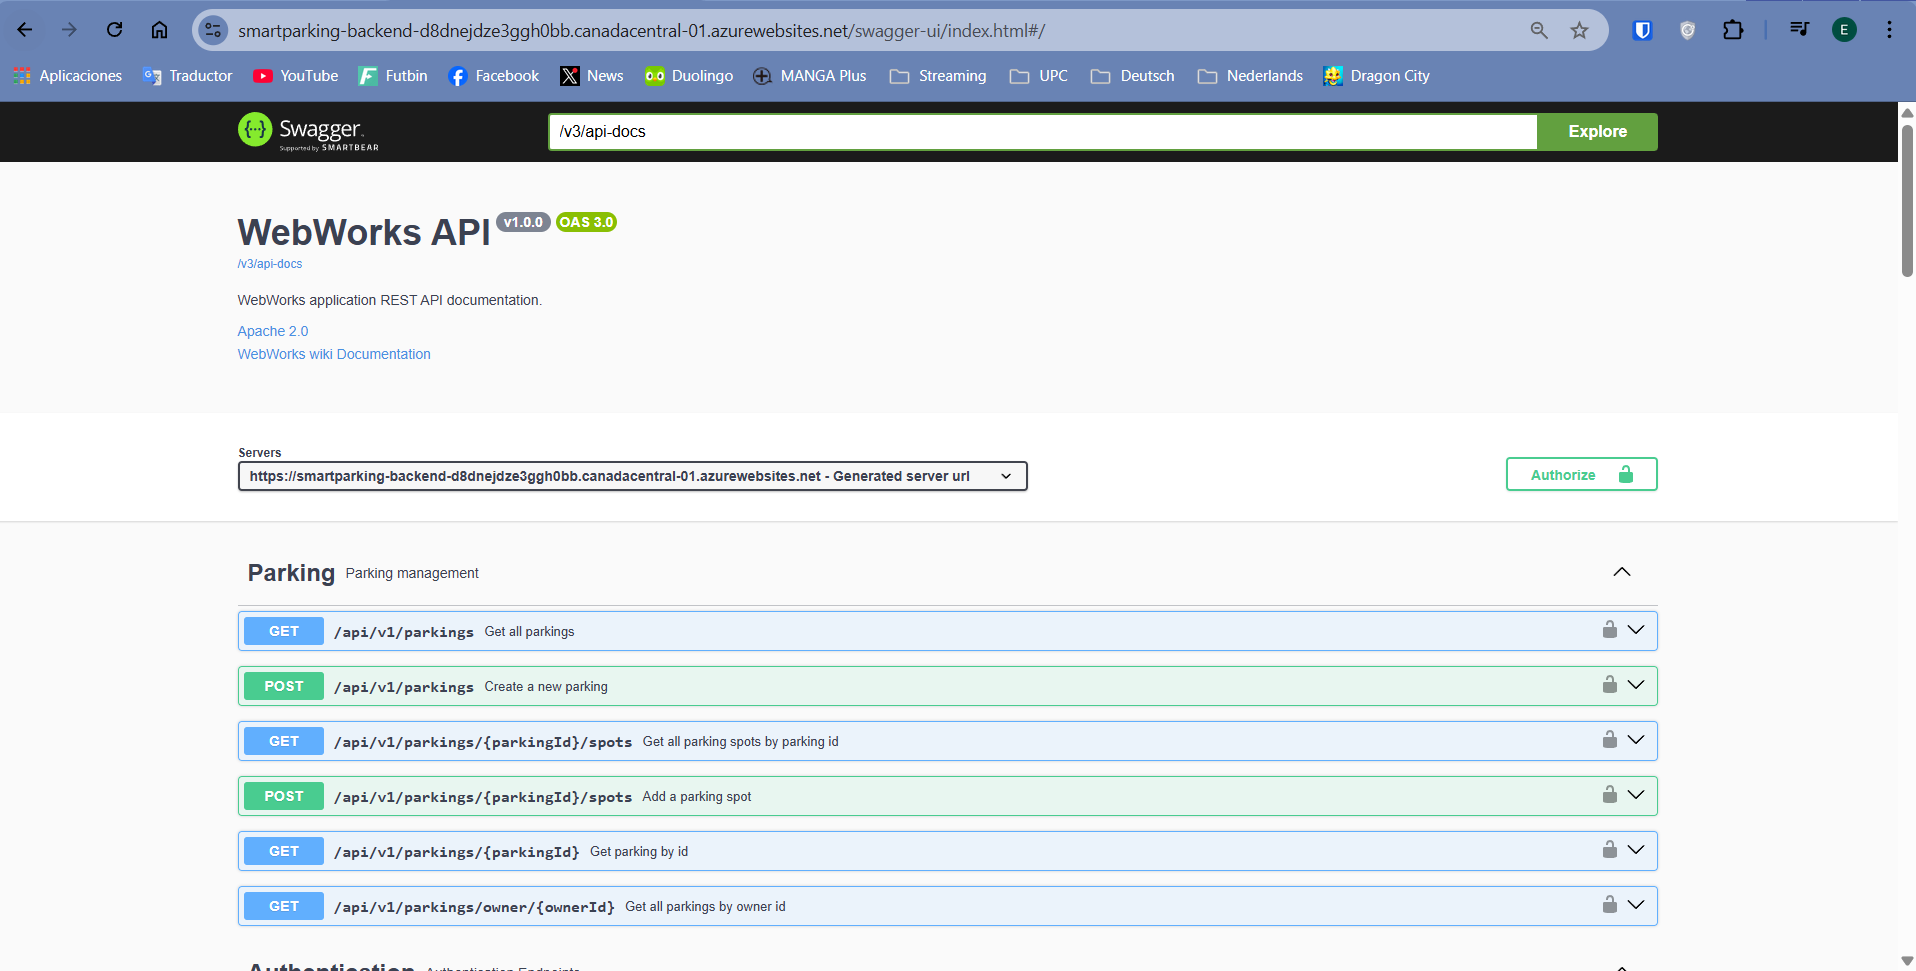 smartparking-backend-d8dnejdze3ggh0bb.canadacentral-01.azurewebsites.net/swagger-ui/index.html#/
E
Aplicaciones Traductor YouTube Futbin Facebook News Duolingo MANGA Plus Streaming UPC Deutsch Nederlands Dragon City
Swagger.
Supported by SMARTBEAR
/v3/api-docs
Explore
WebWorks API v1.0.0 OAS 3.0
/v3/api-docs
WebWorks application REST API documentation.
Apache 2.0
WebWorks wiki Documentation
Servers
https://smartparking-backend-d8dnejdze3ggh0bb.canadacentral-01.azurewebsites.net - Generated server url
Authorize
Parking Parking management
GET /api/v1/parkings Get all parkings
POST /api/v1/parkings Create a new parking
GET /api/v1/parkings/{parkingId}/spots Get all parking spots by parking id
POST /api/v1/parkings/{parkingId}/spots Add a parking spot
GET /api/v1/parkings/{parkingId} Get parking by id
GET /api/v1/parkings/owner/{ownerId} Get all parkings by owner id
Authentication Authentication Endpoints